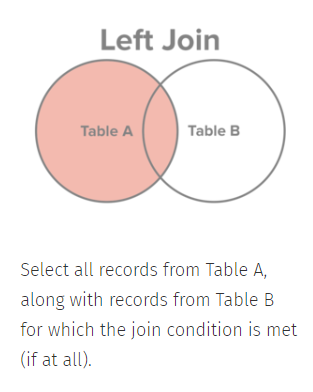 Left Join
Table A
Table B
Select all records from Table A,
along with records from Table B
for which the join condition is met
(if at all).